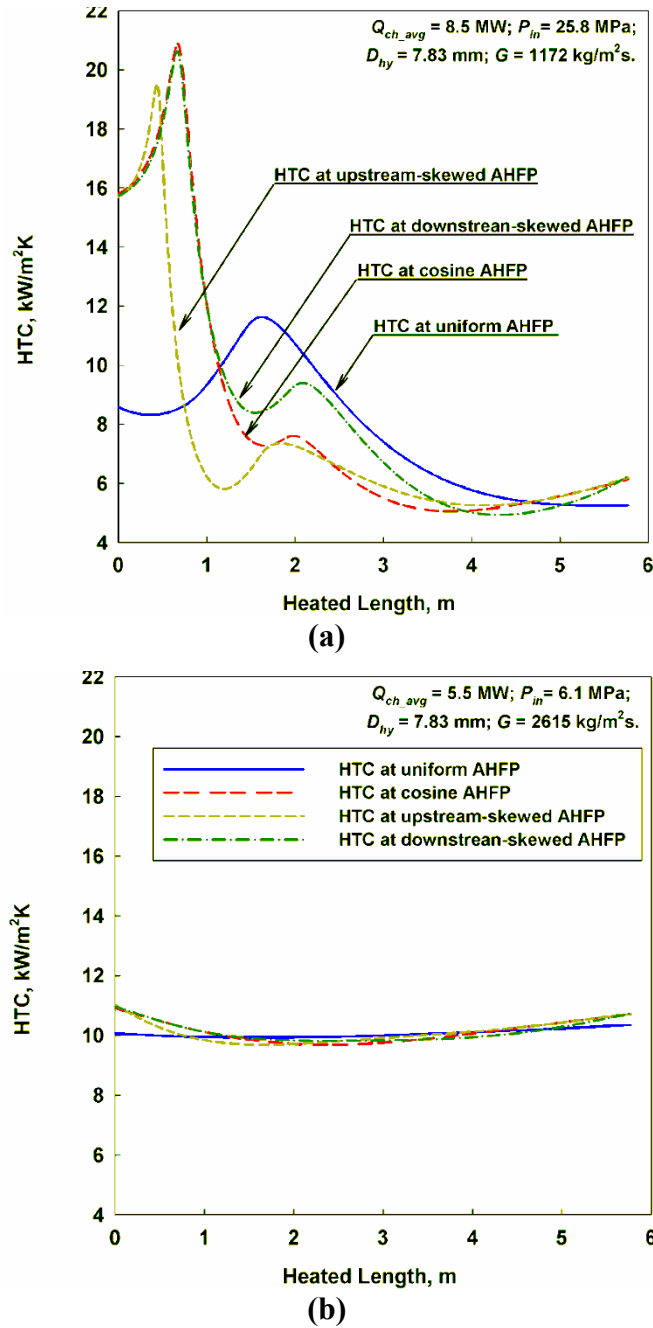 Q_ch_avg = 8.5 MW; P_in = 25.8 MPa;
D_hy = 7.83 mm; G = 1172 kg/m²s.
22
20
18
16
14
12
10
8
6
4
HTC, kW/m²K
HTC at upstream-skewed AHFP
HTC at downstrean-skewed AHFP
HTC at cosine AHFP
HTC at uniform AHFP
0 1 2 3 4 5 6
Heated Length, m
(a)
Q_ch_avg = 5.5 MW; P_in = 6.1 MPa;
D_hy = 7.83 mm; G = 2615 kg/m²s.
22
20
18
16
14
12
10
8
6
4
HTC, kW/m²K
HTC at uniform AHFP
HTC at cosine AHFP
HTC at upstream-skewed AHFP
HTC at downstrean-skewed AHFP
0 1 2 3 4 5 6
Heated Length, m
(b)